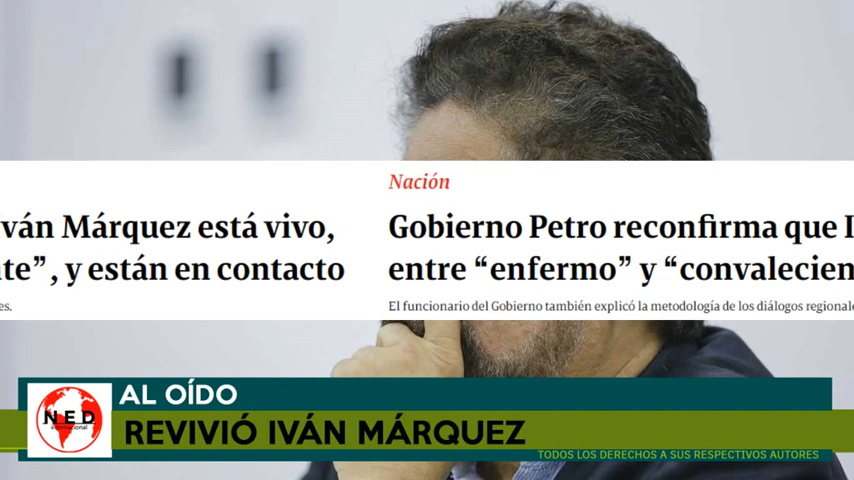 Nación
Iván Márquez está vivo,
Gobierno Petro reconfirma que I
te”, y están en contacto
entre “enfermo” y “convalecien
es.
El funcionario del Gobierno también explicó la metodología de los diálogos regionale
AL OÍDO
NED
international
REVIVIÓ IVÁN MÁRQUEZ
TODOS LOS DERECHOS A SUS RESPECTIVOS AUTORES